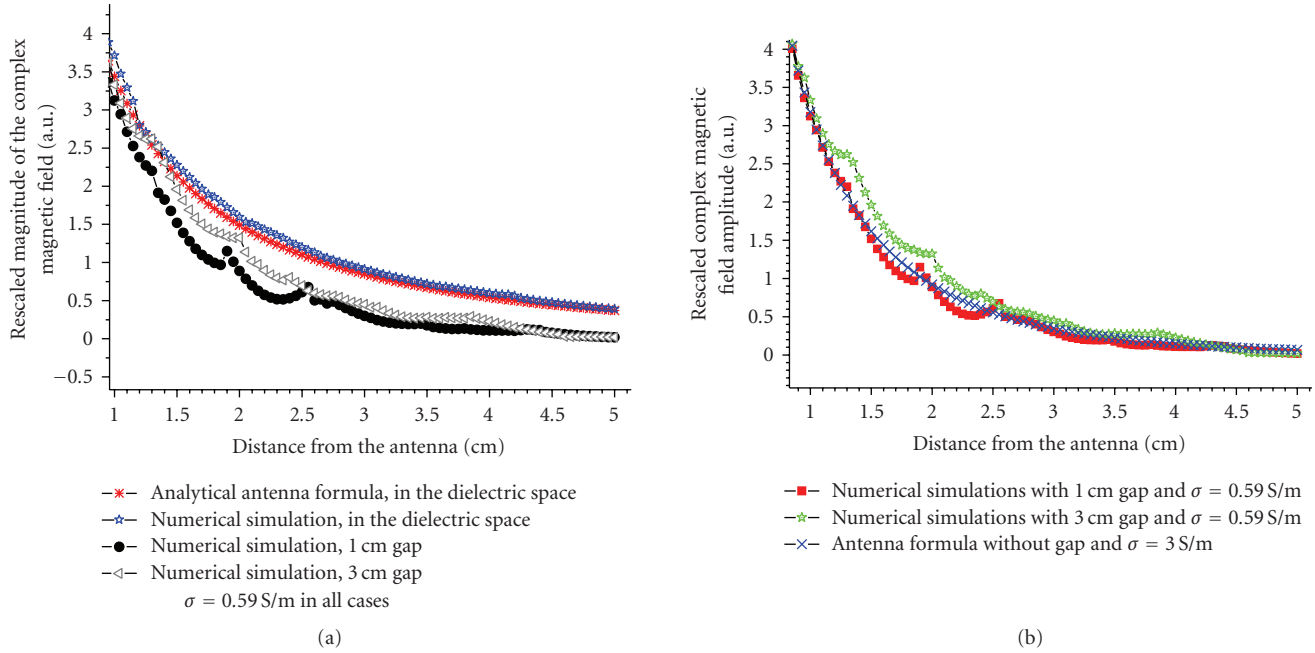 Rescaled magnitude of the complex
magnetic field (a.u.)
4
3.5
3
2.5
2
1.5
1
0.5
0
−0.5
1
1.5
2
2.5
3
3.5
4
4.5
5
Distance from the antenna (cm)
Analytical antenna formula, in the dielectric space
Numerical simulation, in the dielectric space
Numerical simulation, 1 cm gap
Numerical simulation, 3 cm gap
σ = 0.59 S/m in all cases
(a)
Rescaled complex magnetic
field amplitude (a.u.)
4
3.5
3
2.5
2
1.5
1
0.5
0
1
1.5
2
2.5
3
3.5
4
4.5
5
Distance from the antenna (cm)
Numerical simulations with 1 cm gap and σ = 0.59 S/m
Numerical simulations with 3 cm gap and σ = 0.59 S/m
Antenna formula without gap and σ = 3 S/m
(b)